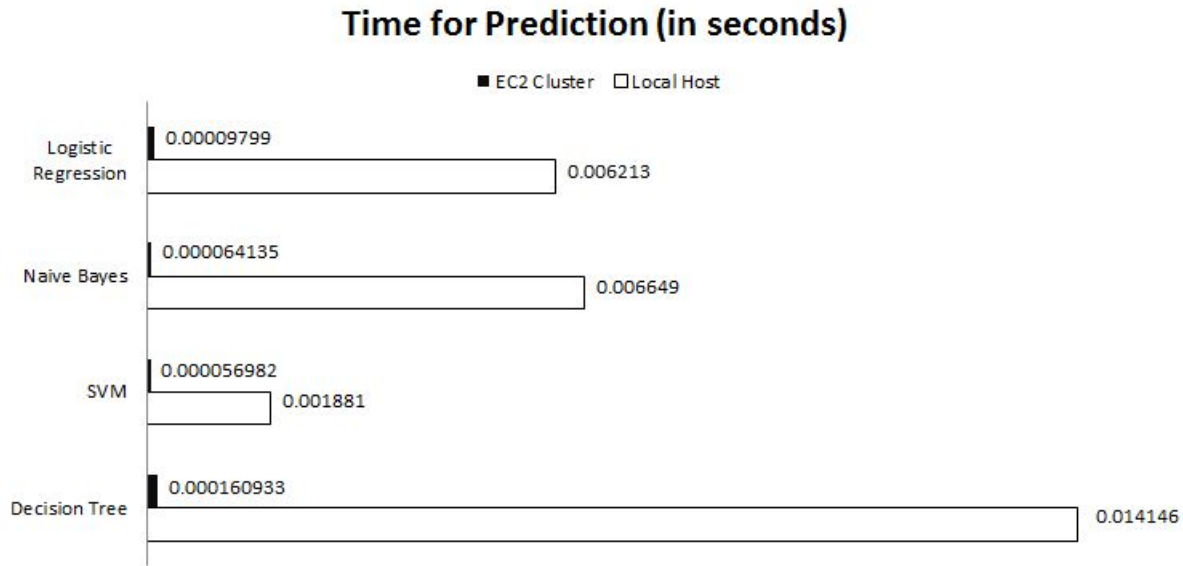 Time for Prediction (in seconds)
EC2 Cluster Local Host
Logistic
Regression
0.00009799
0.006213
Naive Bayes
0.000064135
0.006649
SVM
0.000056982
0.001881
Decision Tree
0.000160933
0.014146